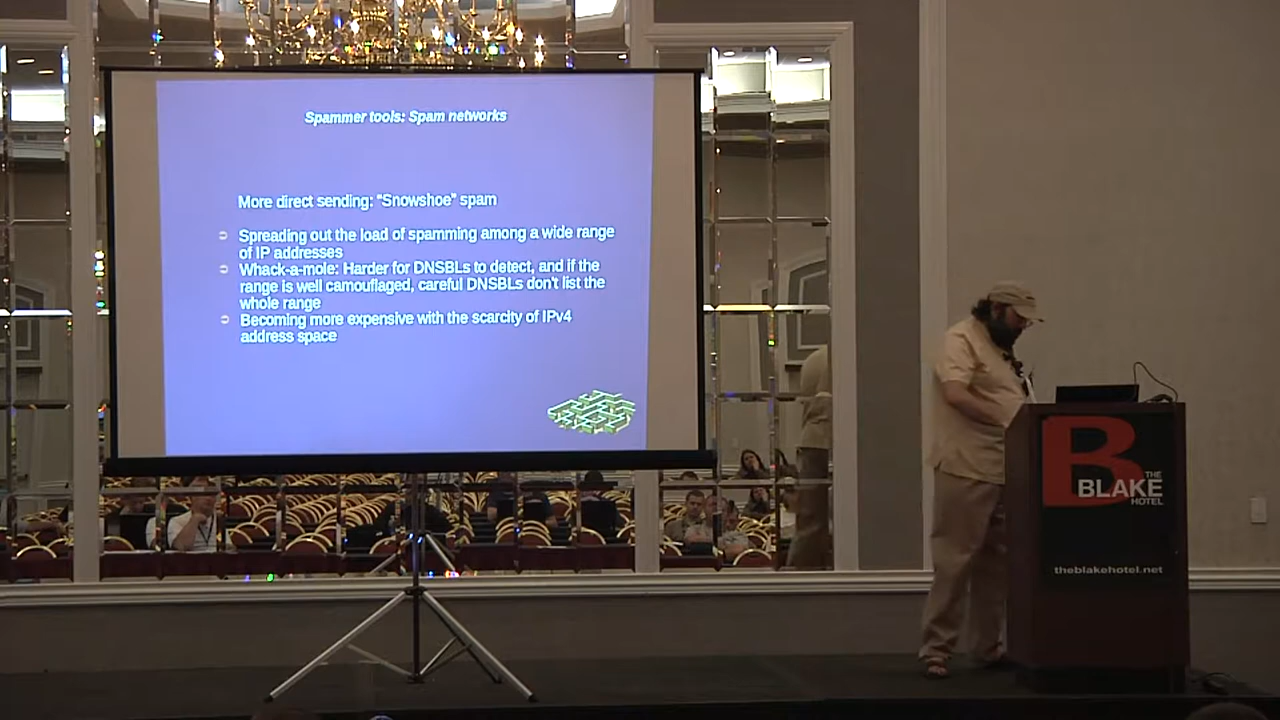 Spammer tools: Spam networks
More direct sending: "Snowshoe" spam
Spreading out the load of spamming among a wide range
of IP addresses
Whack-a-mole: Harder for DNSBLs to detect, and if the
range is well camouflaged, careful DNSBLs don't list the
whole range
Becoming more expensive with the scarcity of IPv4
address space
B
THE
BLAKE
HOTEL
theblakehotel.net